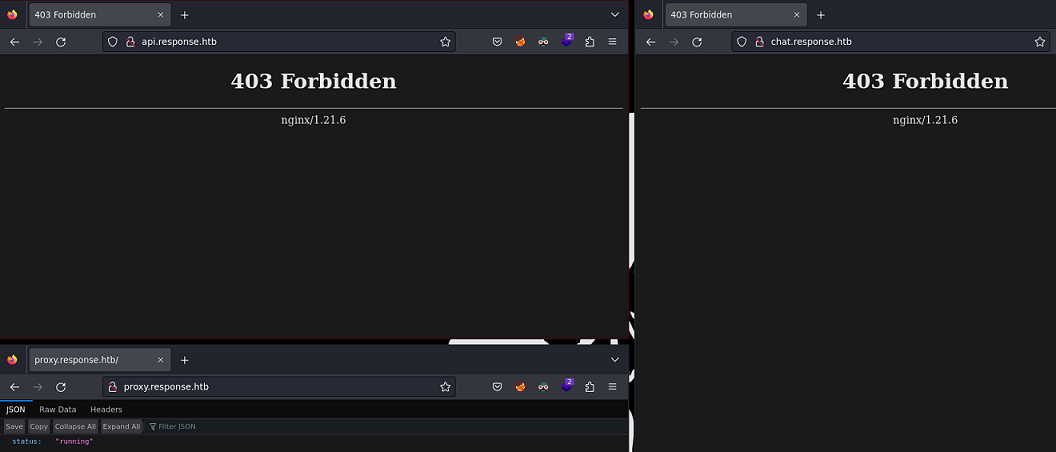 403 Forbidden
api.response.htb
2
403 Forbidden
nginx/1.21.6
403 Forbidden
chat.response.htb
403 Forbidden
nginx/1.21.6
proxy.response.htb/
proxy.response.htb
2
JSON Raw Data Headers
Save Copy Collapse All Expand All Filter JSON
status: "running"